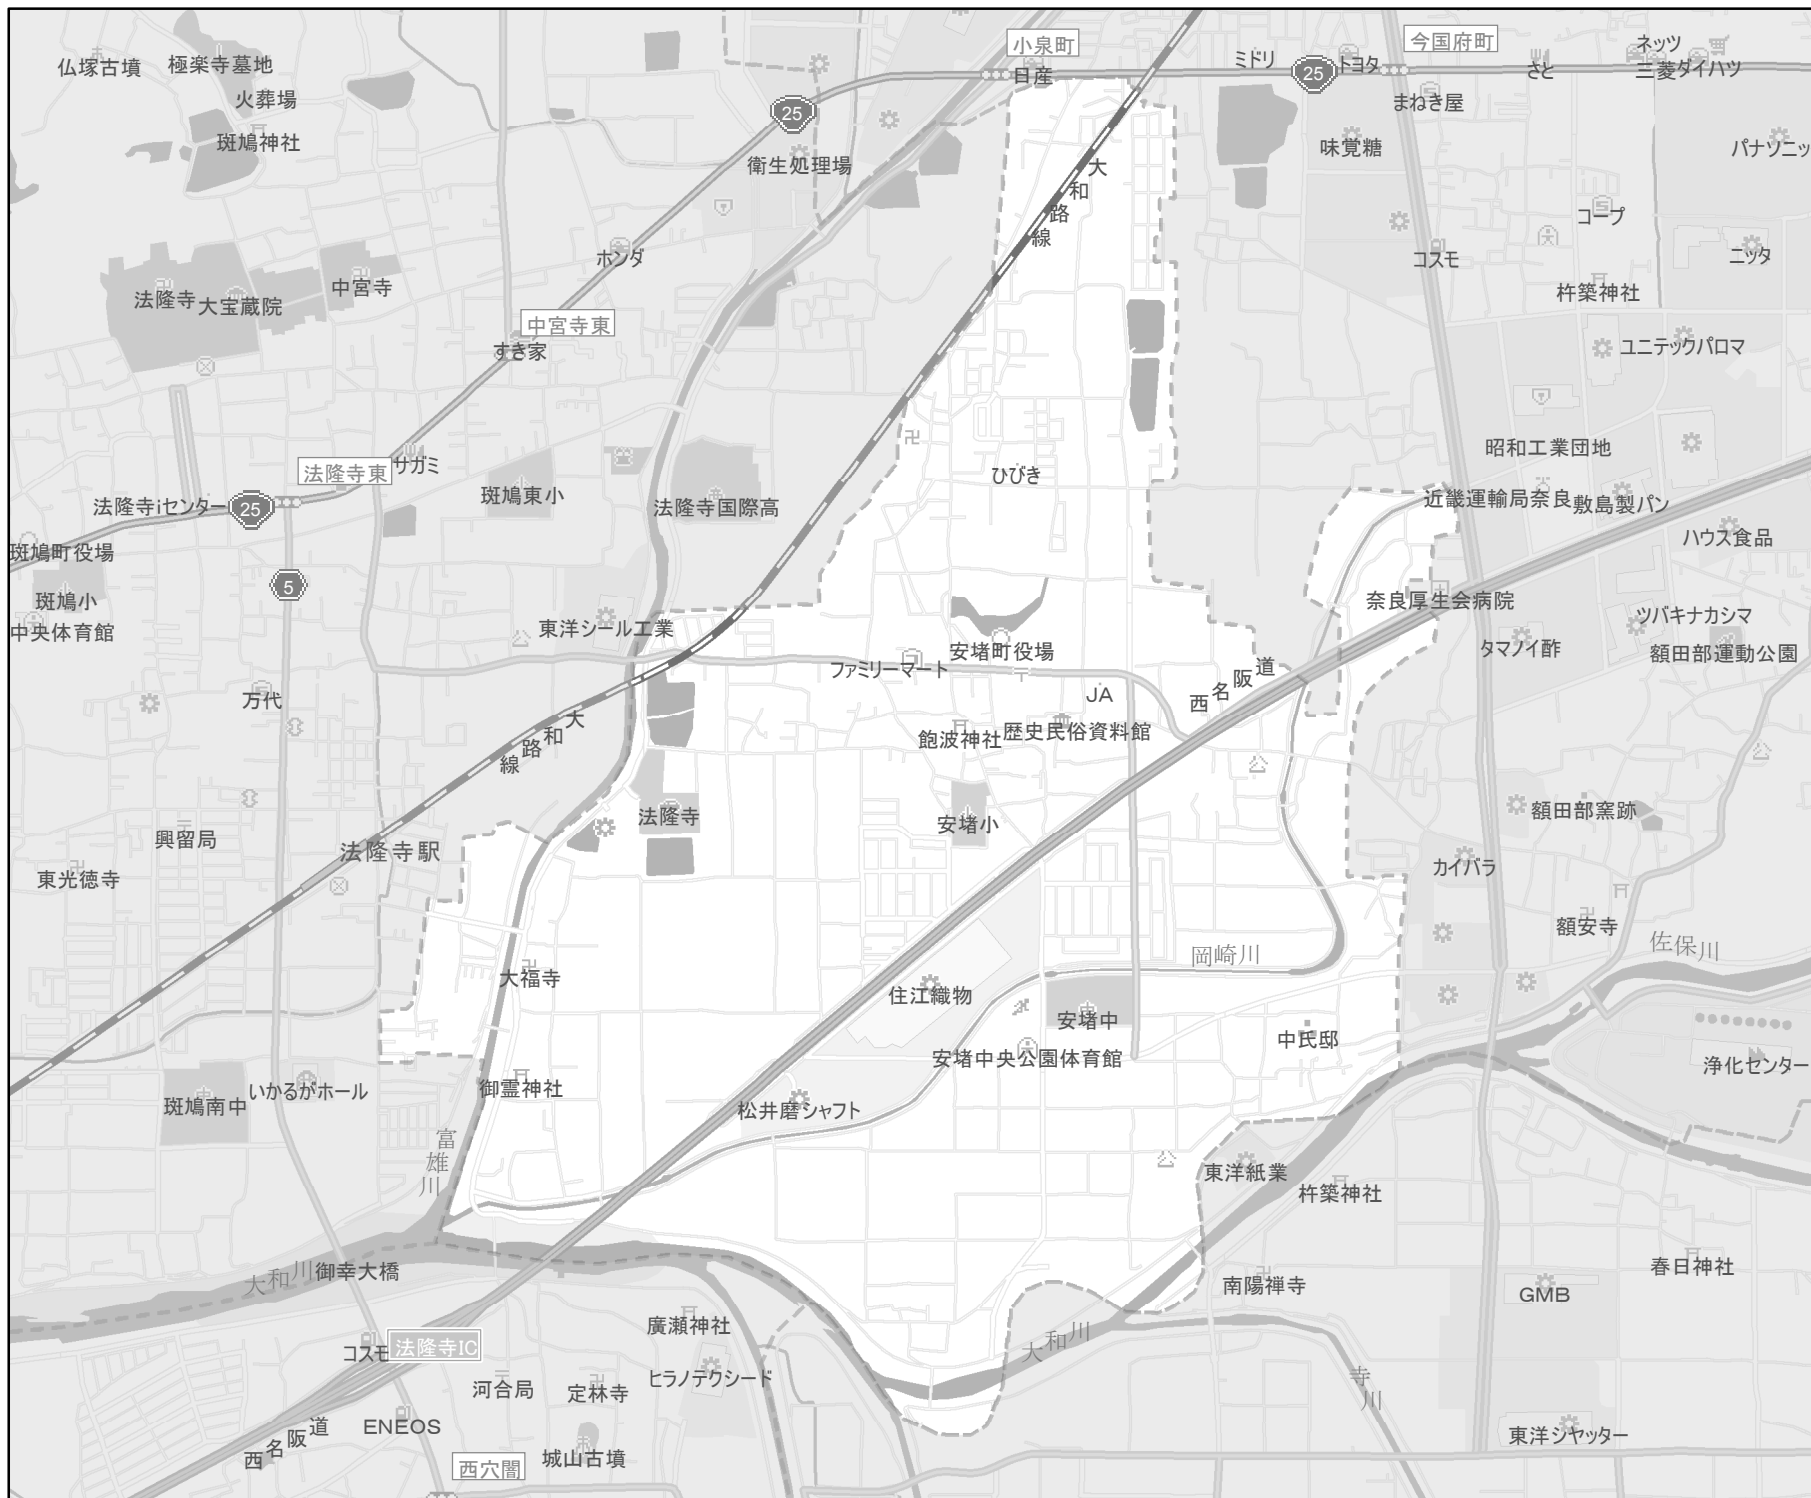 小泉町
今国府町
ネッツ
仏塚古墳
極楽寺墓地
日産
ミドリ
25
トヨタ
さと
三菱ダイハツ
火葬場
25
まねき屋
斑鳩神社
衛生処理場
味覚糖
パナソニッ
大和路線
コープ
ホンダ
コスモ
ニッタ
法隆寺
大宝蔵院
中宮寺
杵築神社
中宮寺東
すき家
ユニテックパロマ
昭和工業団地
法隆寺東
サガミ
ひびき
斑鳩東小
法隆寺国際高
近畿運輸局奈良
敷島製パン
法隆寺iセンター
25
ハウス食品
斑鳩町役場
5
斑鳩小
奈良厚生会病院
ツバキナカシマ
中央体育館
東洋シール工業
安堵町役場
タマノイ酢
額田部運動公園
ファミリーマート
西名阪道
万代
JA
大和路線
飽波神社
歴史民俗資料館
法隆寺
安堵小
額田部窯跡
興留局
法隆寺駅
カイバラ
東光徳寺
額安寺
佐保川
岡崎川
大福寺
住江織物
安堵中
中民邸
安堵中央公園体育館
浄化センター
いかるがホール
御霊神社
斑鳩南中
松井磨シャフト
富雄川
東洋紙業
杵築神社
大和川
御幸大橋
南陽禅寺
春日神社
GMB
廣瀬神社
大和川
コスモ
法隆寺IC
ヒラノテクシード
河合局
定林寺
寺川
西名阪道
ENEOS
東洋シヤッター
城山古墳
西穴闇